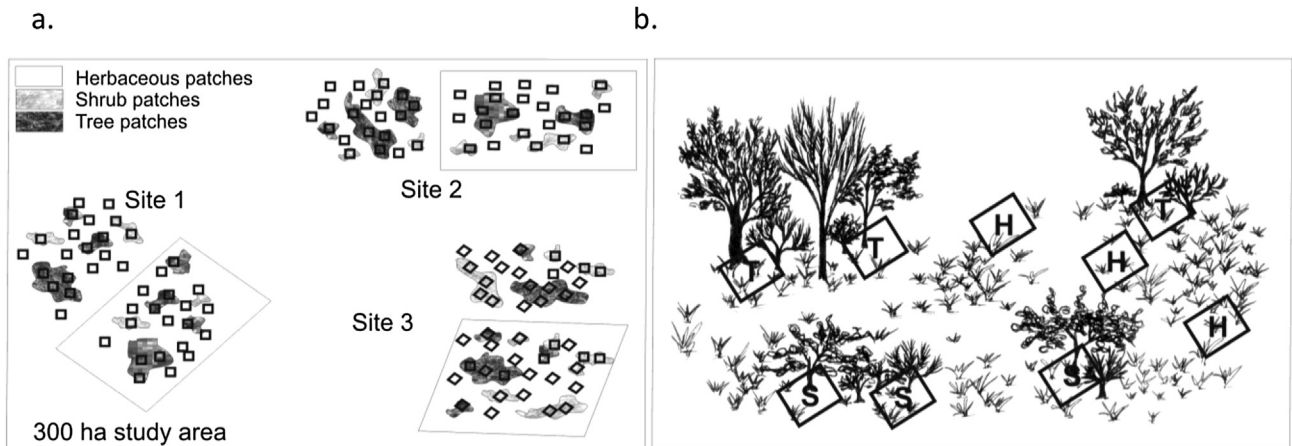 a.
Herbaceous patches
Shrub patches
Tree patches
Site 1
Site 2
Site 3
300 ha study area
b.
T
T
H
H
T
H
S
S
S